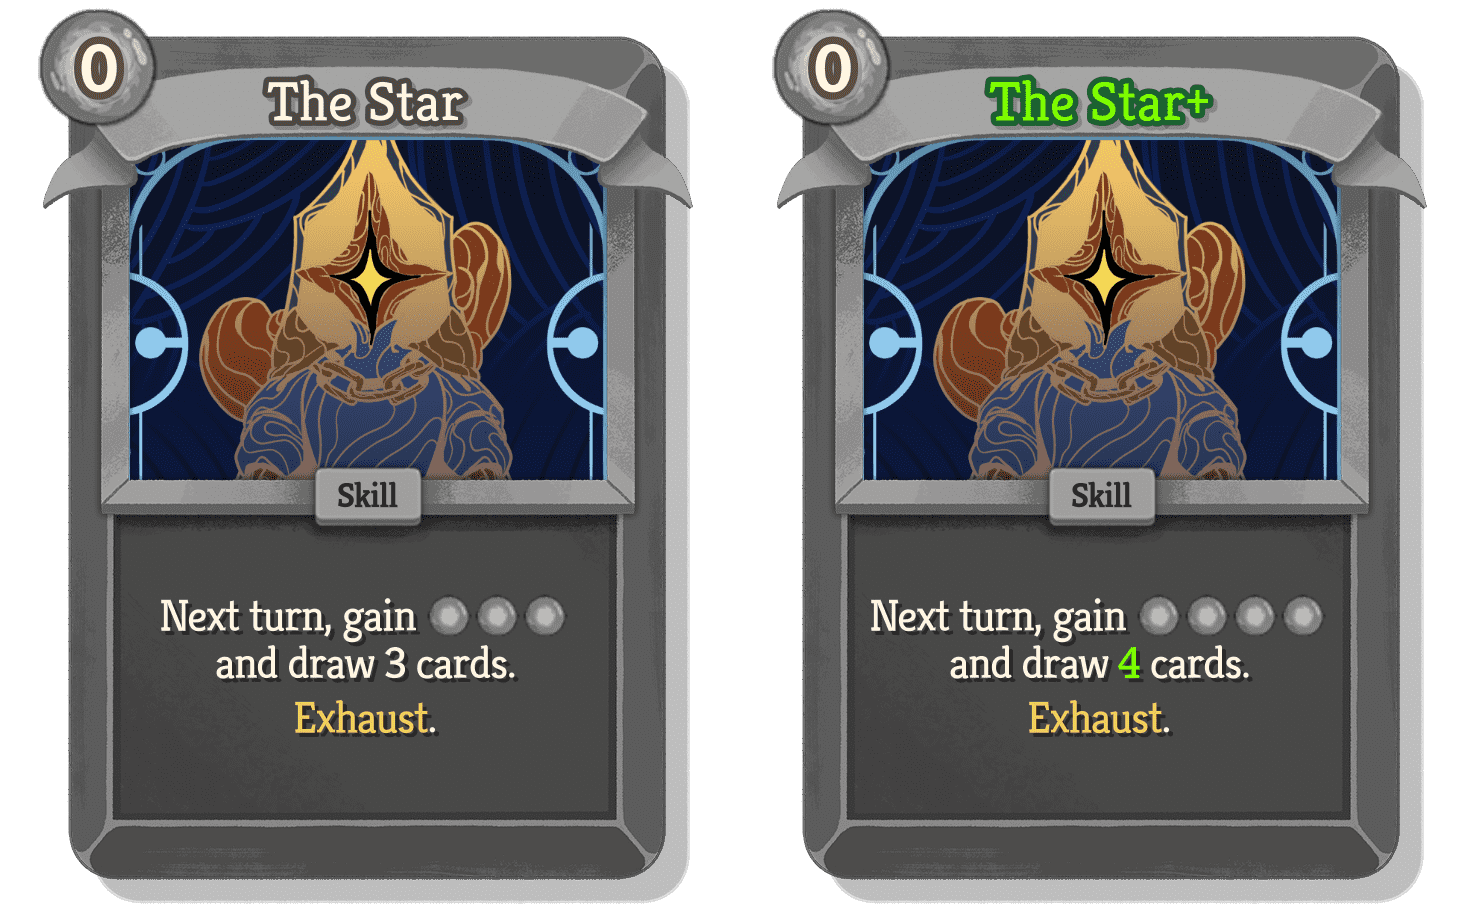 0
The Star
Skill
Next turn, gain
and draw 3 cards.
Exhaust.
0
The Star+
Skill
Next turn, gain
and draw 4 cards.
Exhaust.